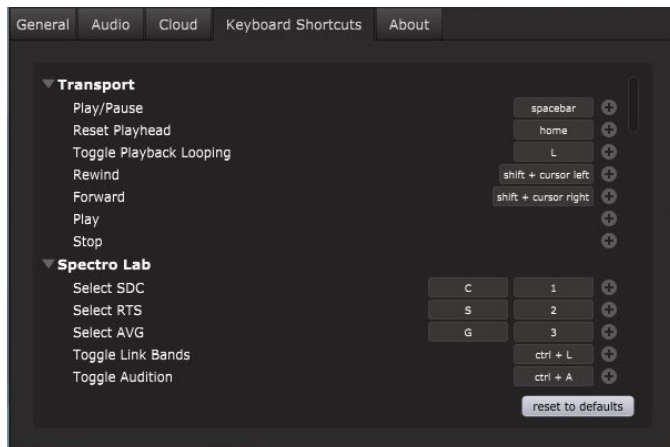 General Audio Cloud Keyboard Shortcuts About
Transport
Play/Pause spacebar
Reset Playhead home
Toggle Playback Looping L
Rewind shift + cursor left
Forward shift + cursor right
Play
Stop
Spectro Lab
Select SDC C 1
Select RTS S 2
Select AVG G 3
Toggle Link Bands ctrl + L
Toggle Audition ctrl + A
reset to defaults